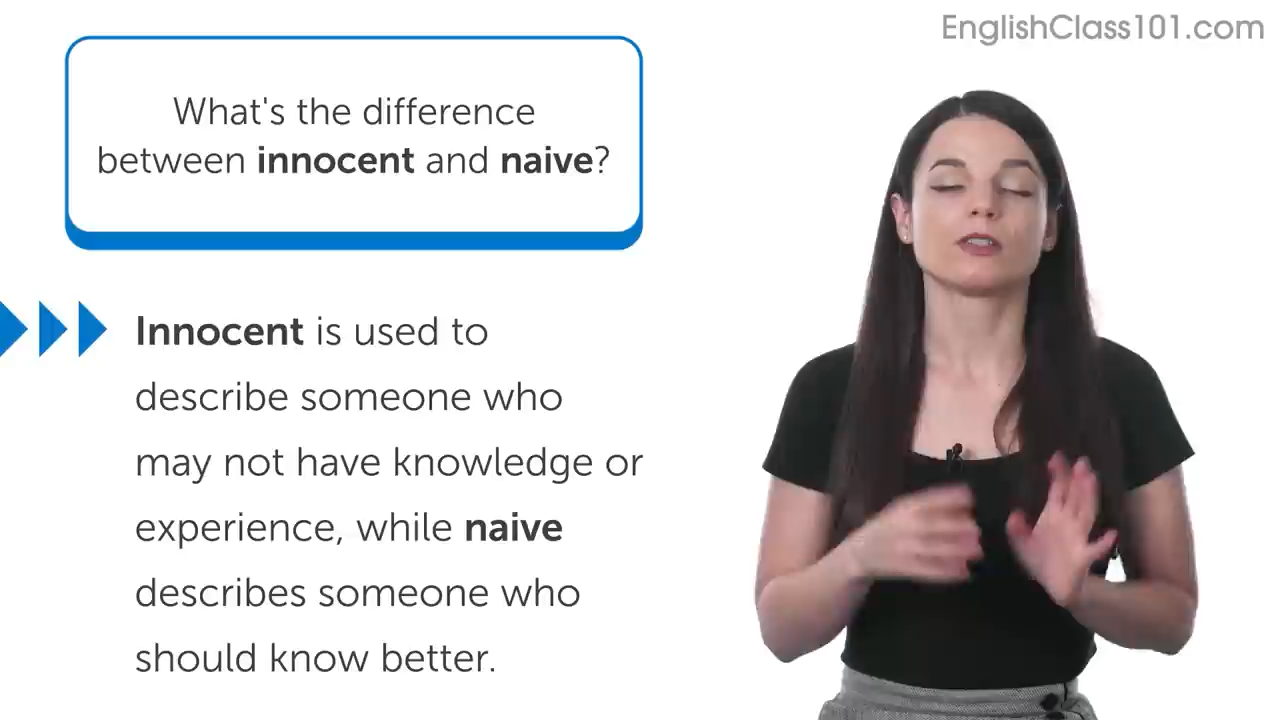 EnglishClass101.com
What's the difference
between innocent and naive?
Innocent is used to
describe someone who
may not have knowledge or
experience, while naive
describes someone who
should know better.